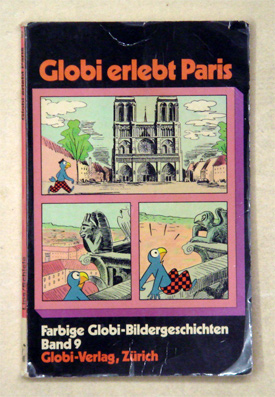 Globi erlebt Paris
Farbige Globi-Bildergeschichten
Band 9
Globi-Verlag, Zürich